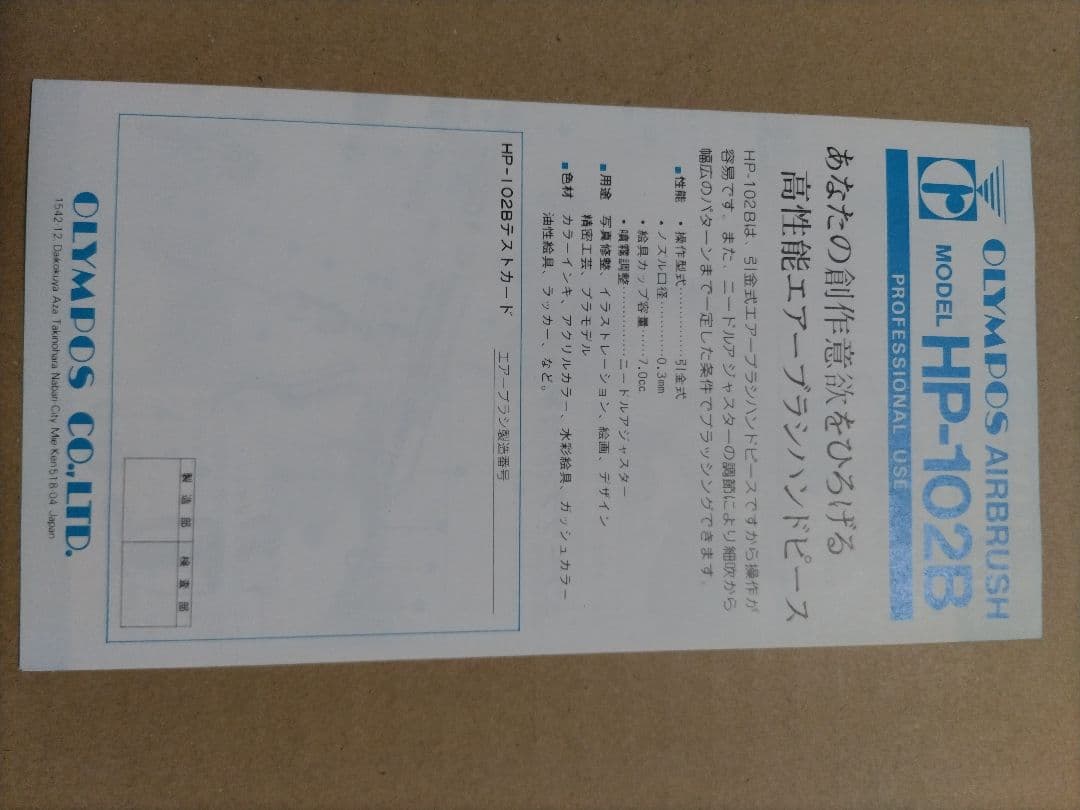 OLYMPOS AIRBRUSH
MODEL HP-102B
PROFESSIONAL USE
あなたの創作意欲をひろげる
高性能エアーブラシハンドピース
HP-102Bは、引金式エアーブラシハンドピースですから操作が
容易です。また、ニードルアジャスターの調節により細吹から
幅広のパターンまで一定した条件でブラッシングできます。
■性能 ・操作型式…………引金式
・ノズル口径…………0.3mm
・絵具カップ容量……7.0cc.
・噴霧調整…………ニードルアジャスター
■用途 写真修整、イラストレーション、絵画、デザイン
精密工芸、プラモデル
■色材 カラーインキ、アクリルカラー、水彩絵具、ガッシュカラー
油性絵具、ラッカー、など。
HP-102Bテストカード エアーブラシ製造番号
製造部 検査部
OLYMPOS CO.,LTD.
1542-12, Daikokuya Aza Takinohara Nabari-City Mie Ken 518-04 Japan